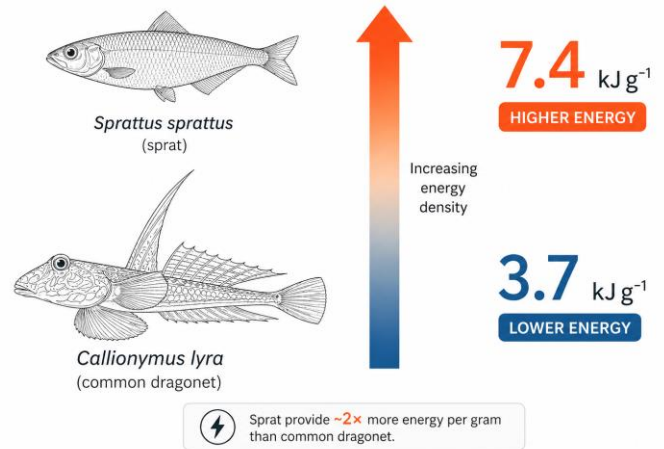 Sprattus sprattus
(sprat)
7.4 kJ g⁻¹
HIGHER ENERGY
Increasing
energy
density
3.7 kJ g⁻¹
LOWER ENERGY
Callionymus lyra
(common dragonet)
Sprat provide ~2× more energy per gram
than common dragonet.